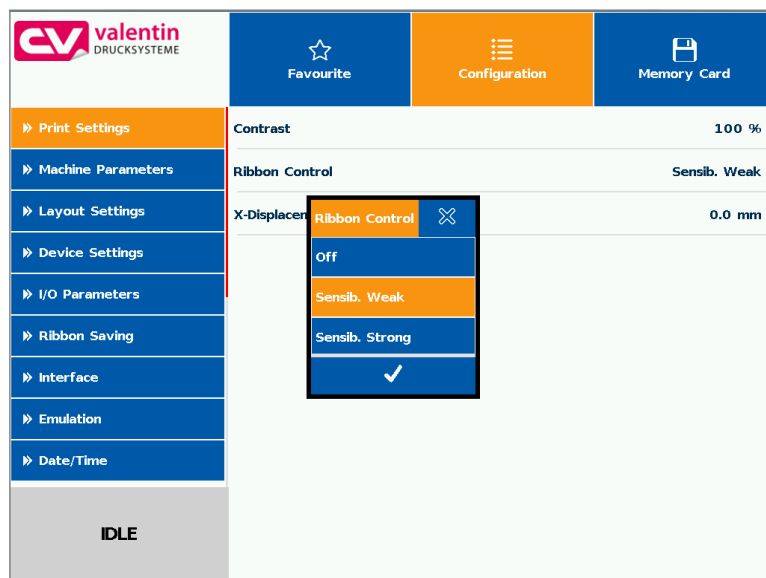 valentin
DRUCKSYSTEME
Favourite
Configuration
Memory Card
Print Settings
Machine Parameters
Layout Settings
Device Settings
I/O Parameters
Ribbon Saving
Interface
Emulation
Date/Time
IDLE
Contrast 100 %
Ribbon Control Sensib. Weak
X-Displacen 0.0 mm
Ribbon Control
Off
Sensib. Weak
Sensib. Strong